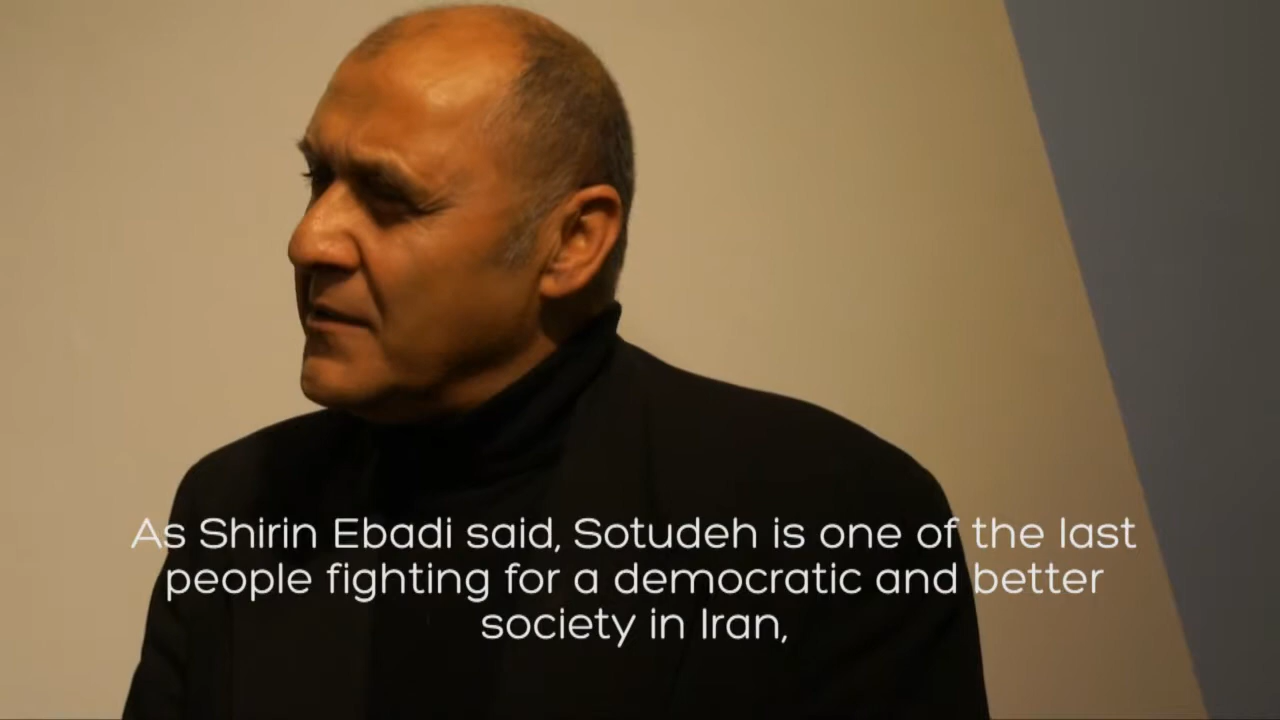 As Shirin Ebadi said, Sotudeh is one of the last
people fighting for a democratic and better
society in Iran,